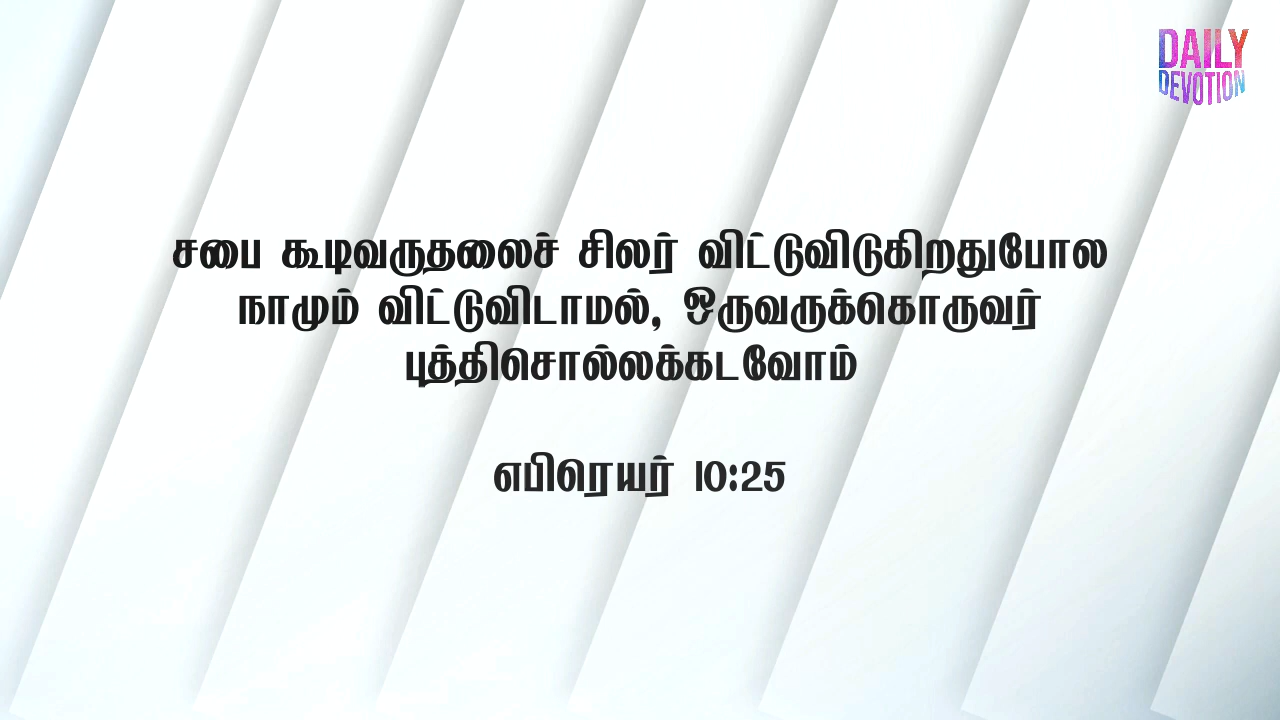 DAILY
DEVOTION
சபை கூடிவருதலைச் சிலர் விட்டுவிடுகிறதுபோல
நாமும் விட்டுவிடாமல், ஒருவருக்கொருவர்
புத்திசொல்லக்கடவோம்
எபிரெயர் 10:25